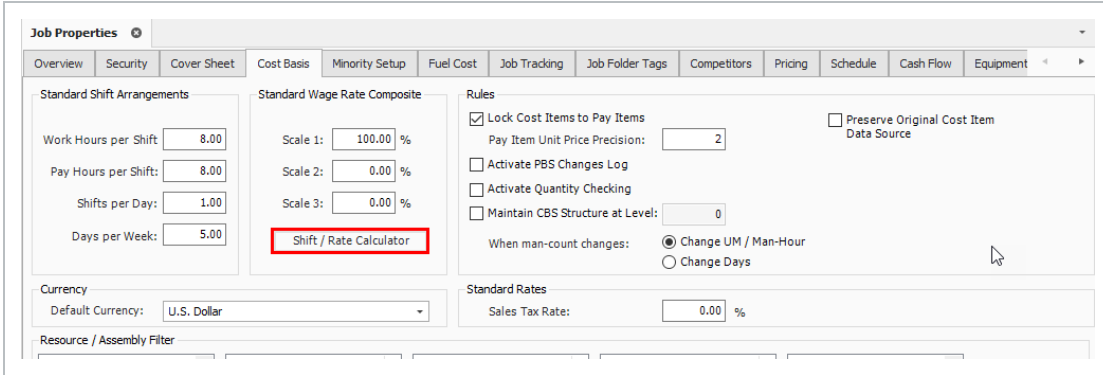 Job Properties
Overview Security Cover Sheet Cost Basis Minority Setup Fuel Cost Job Tracking Job Folder Tags Competitors Pricing Schedule Cash Flow Equipment
Standard Shift Arrangements
Work Hours per Shift 8.00
Pay Hours per Shift: 8.00
Shifts per Day: 1.00
Days per Week: 5.00
Standard Wage Rate Composite
Scale 1: 100.00 %
Scale 2: 0.00 %
Scale 3: 0.00 %
Shift / Rate Calculator
Rules
Lock Cost Items to Pay Items
Pay Item Unit Price Precision: 2
Activate PBS Changes Log
Activate Quantity Checking
Maintain CBS Structure at Level: 0
When man-count changes: Change UM / Man-Hour
Change Days
Preserve Original Cost Item
Data Source
Currency
Default Currency: U.S. Dollar
Standard Rates
Sales Tax Rate: 0.00 %
Resource / Assembly Filter